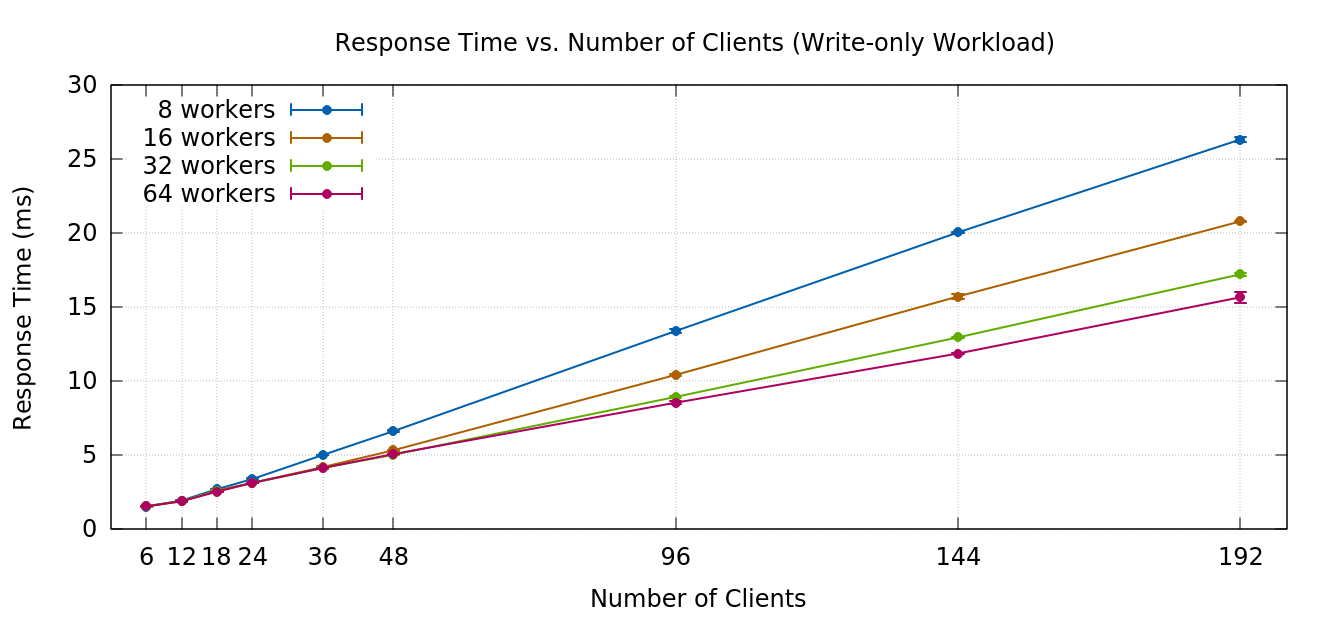 Response Time vs. Number of Clients (Write-only Workload)
30
25
20
15
10
5
0
Response Time (ms)
8 workers
16 workers
32 workers
64 workers
6 12 18 24 36 48 96 144 192
Number of Clients